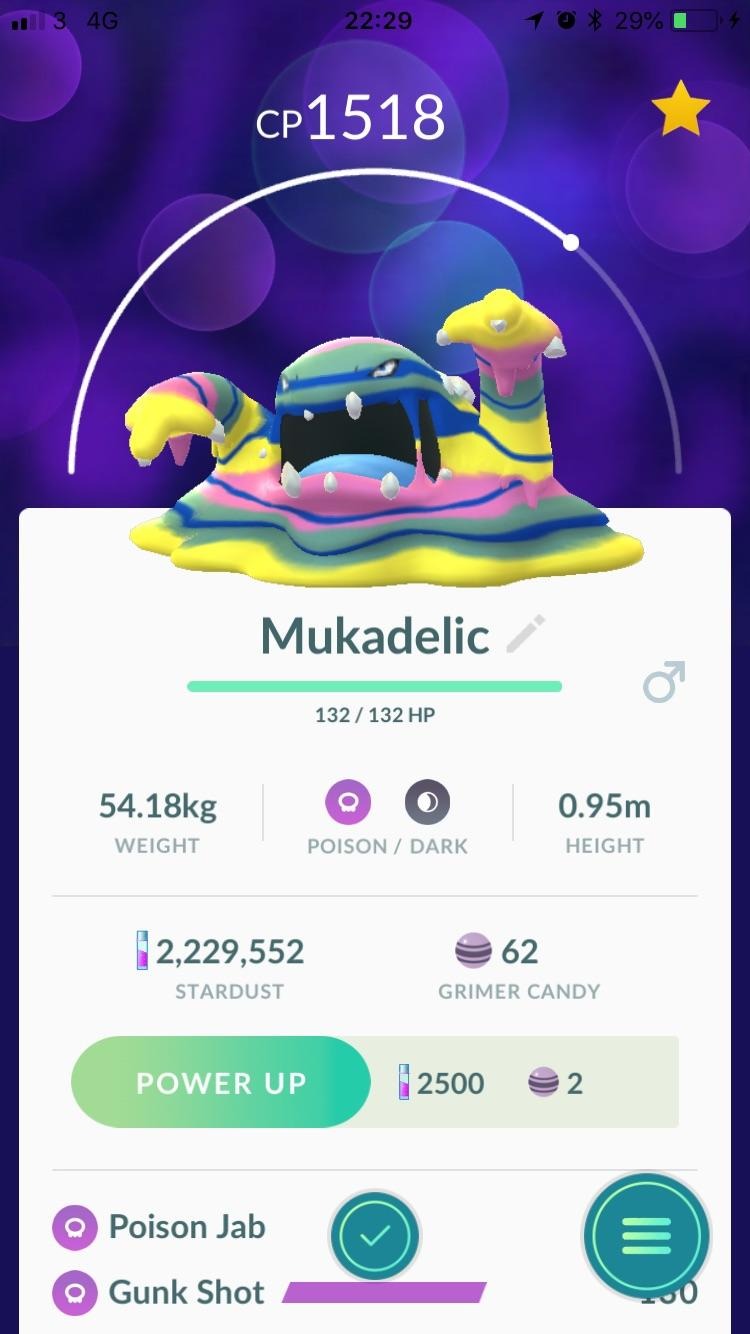 3 4G 22:29 29%
CP1518
Mukadelic
132 / 132 HP
54.18kg 0.95m
WEIGHT POISON / DARK HEIGHT
2,229,552 62
STARDUST GRIMER CANDY
POWER UP 2500 2
Poison Jab
Gunk Shot